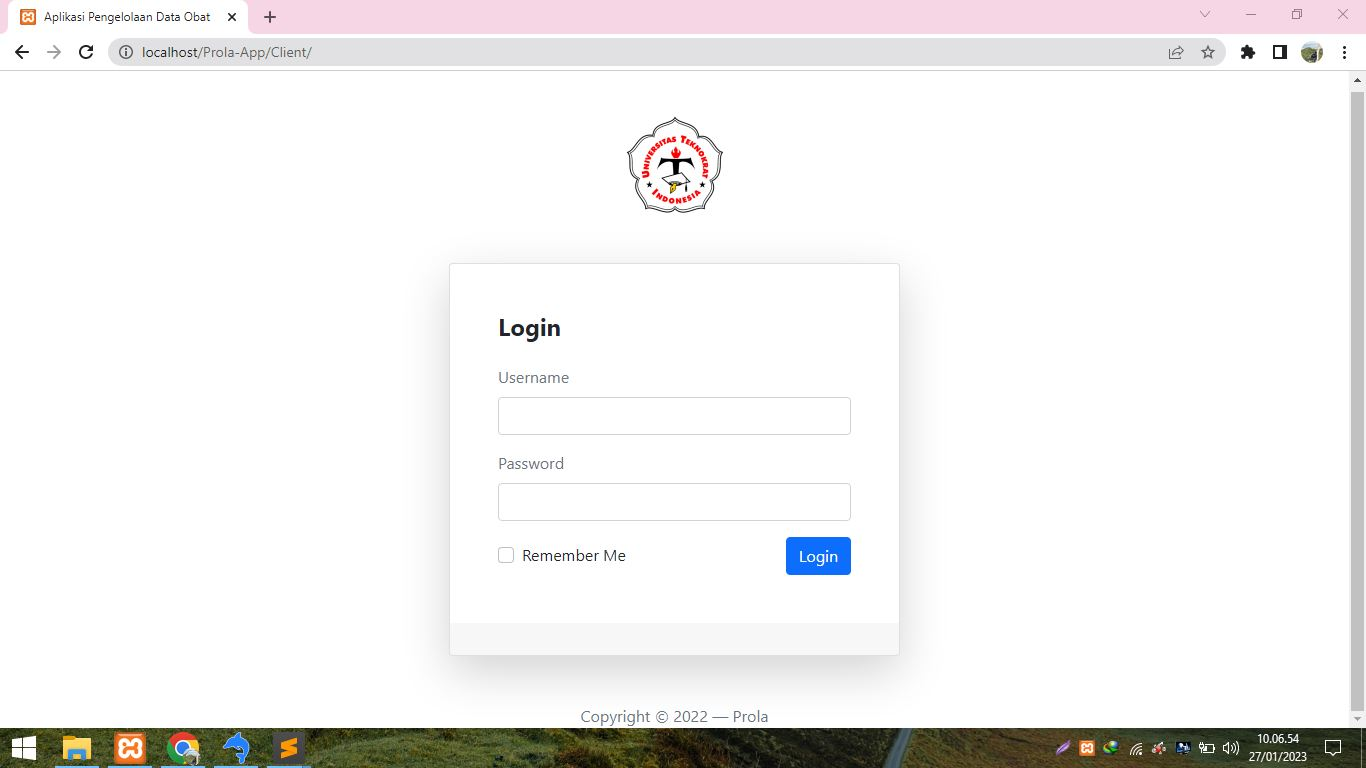 Aplikasi Pengelolaan Data Obat
localhost/Prola-App/Client/
UNIVERSITAS TEKNOKRAT
INDONESIA
Login
Username
Password
Remember Me
Login
Copyright © 2022 — Prola
10.06.54
27/01/2023